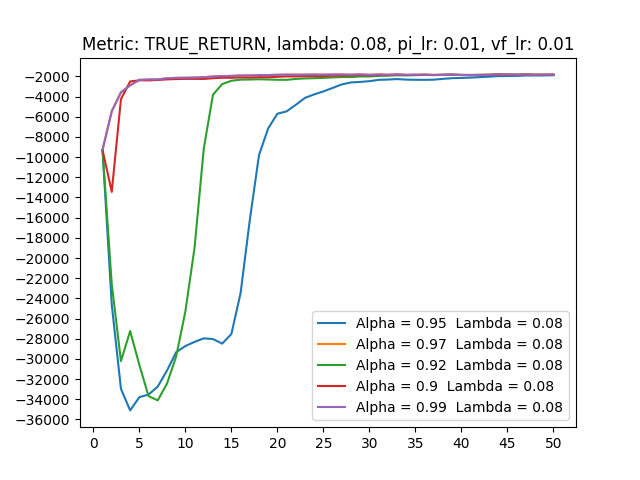 Metric: TRUE_RETURN, lambda: 0.08, pi_lr: 0.01, vf_lr: 0.01
−2000
−4000
−6000
−8000
−10000
−12000
−14000
−16000
−18000
−20000
−22000
−24000
−26000
−28000
−30000
−32000
−34000
−36000
Alpha = 0.95  Lambda = 0.08
Alpha = 0.97  Lambda = 0.08
Alpha = 0.92  Lambda = 0.08
Alpha = 0.9  Lambda = 0.08
Alpha = 0.99  Lambda = 0.08
0 5 10 15 20 25 30 35 40 45 50